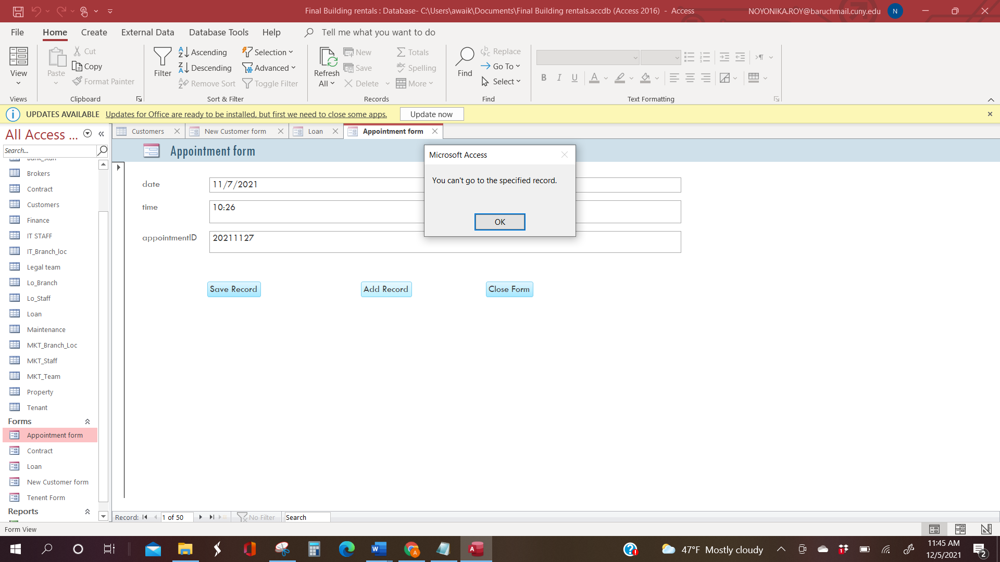 Final Building rentals : Database- C:\Users\awaik\Documents\Final Building rentals.accdb (Access 2016) - Access
NOYONIKA.ROY@baruchmail.cuny.edu
N
File Home Create External Data Database Tools Help Tell me what you want to do
View
Paste
Cut
Copy
Format Painter
Filter
Ascending
Descending
Remove Sort
Selection
Advanced
Toggle Filter
Refresh
All
New
Save
Delete
Totals
Spelling
More
Find
Replace
Go To
Select
B I U A
Views Clipboard Sort & Filter Records Find Text Formatting
UPDATES AVAILABLE Updates for Office are ready to be installed, but first we need to close some apps. Update now
All Access ...
Search...
Customers New Customer form Loan Appointment form
Appointment form
Microsoft Access
You can't go to the specified record.
OK
date 11/7/2021
time 10:26
appointmentID 20211127
Save Record Add Record Close Form
Bank_Staff
Brokers
Contract
Customers
Finance
IT STAFF
IT_Branch_loc
Legal team
Lo_Branch
Lo_Staff
Loan
Maintenance
MKT_Branch_Loc
MKT_Staff
MKT_Team
Property
Tenant
Forms
Appointment form
Contract
Loan
New Customer form
Tenent Form
Reports
Record: 1 of 50 No Filter Search
Form View
47°F Mostly cloudy
11:45 AM
12/5/2021
2